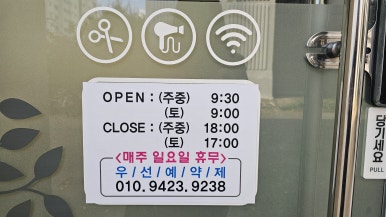 OPEN : (주중) 9:30
(토) 9:00
CLOSE : (주중) 18:00
(토) 17:00
<매주 일요일 휴무>
우/선/예/약/제
010.9423.9238
당기세요
PULL